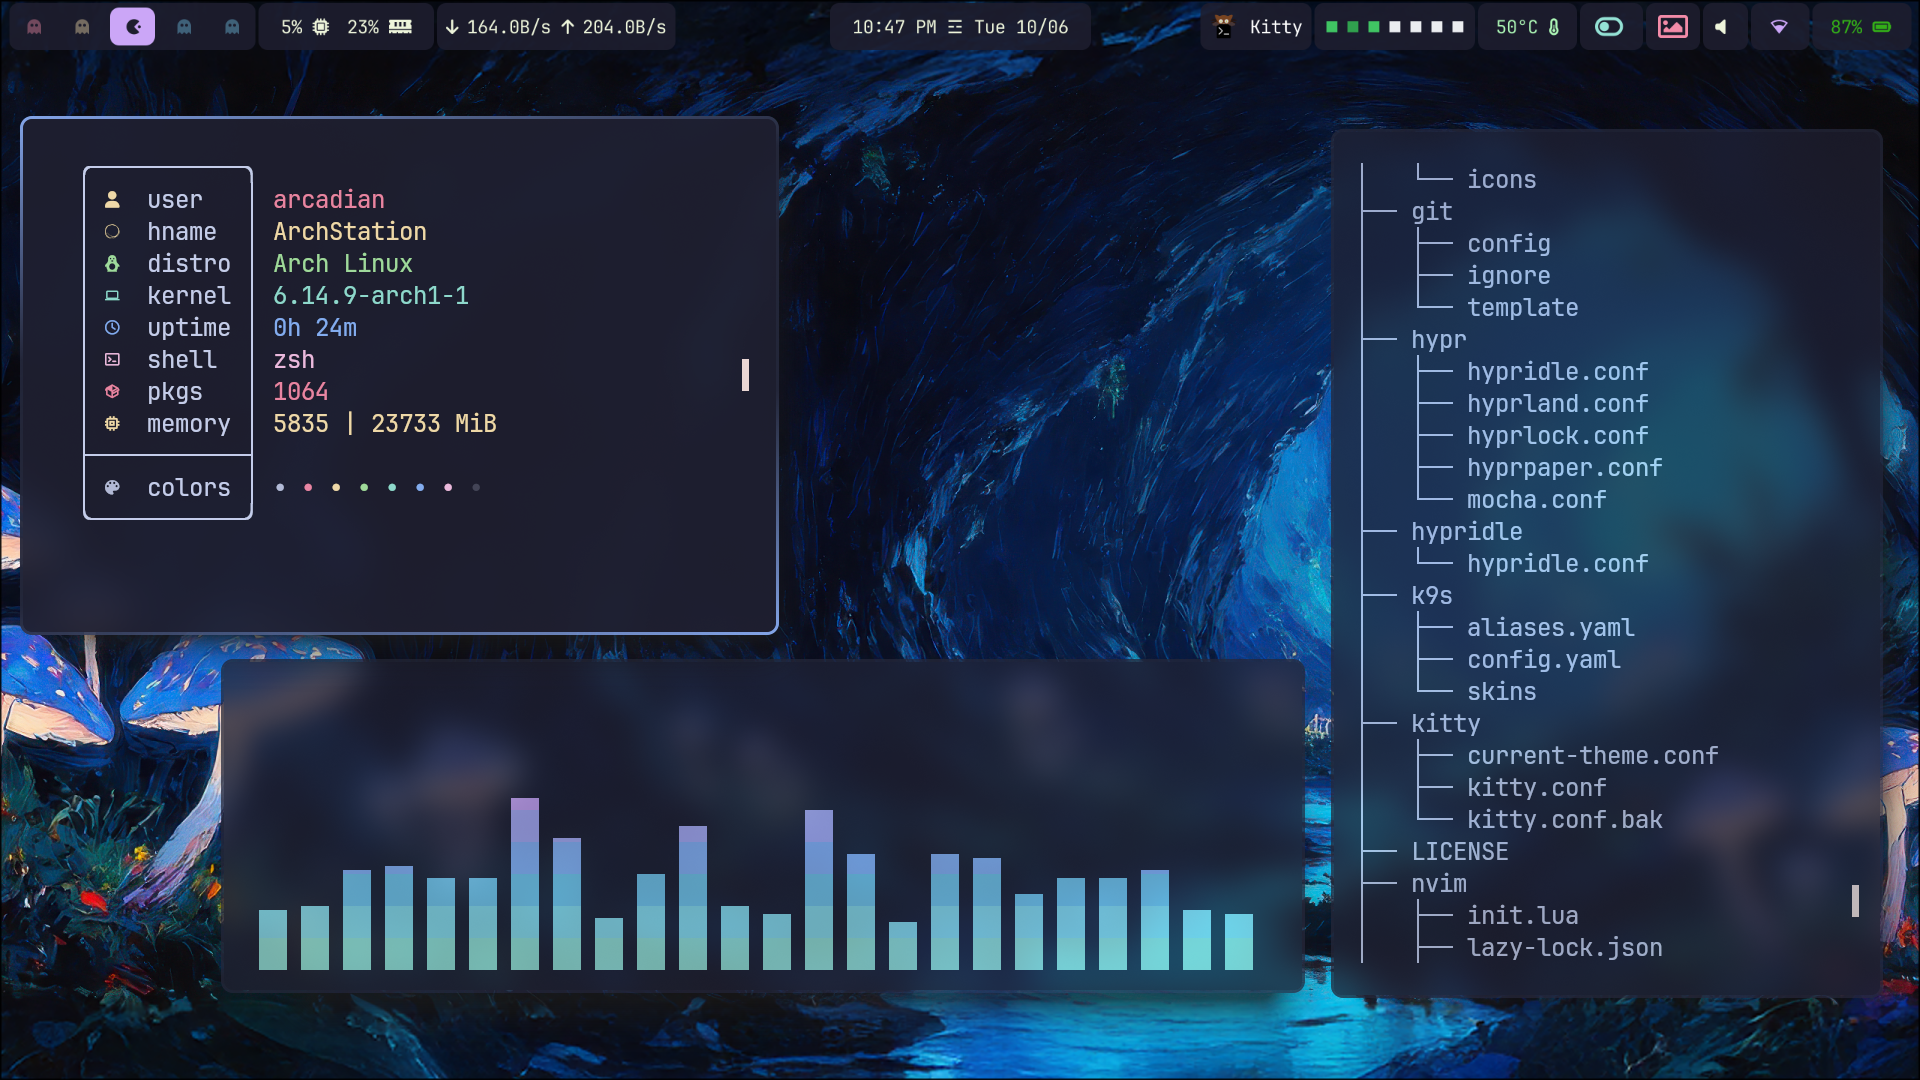 5% 23% 164.0B/s 204.0B/s 10:47 PM Tue 10/06 Kitty 50°C 87%
user arcadian
hname ArchStation
distro Arch Linux
kernel 6.14.9-arch1-1
uptime 0h 24m
shell zsh
pkgs 1064
memory 5835 | 23733 MiB
colors
icons
git
config
ignore
template
hypr
hypridle.conf
hyprland.conf
hyprlock.conf
hyprpaper.conf
mocha.conf
hypridle
hypridle.conf
k9s
aliases.yaml
config.yaml
skins
kitty
current-theme.conf
kitty.conf
kitty.conf.bak
LICENSE
nvim
init.lua
lazy-lock.json